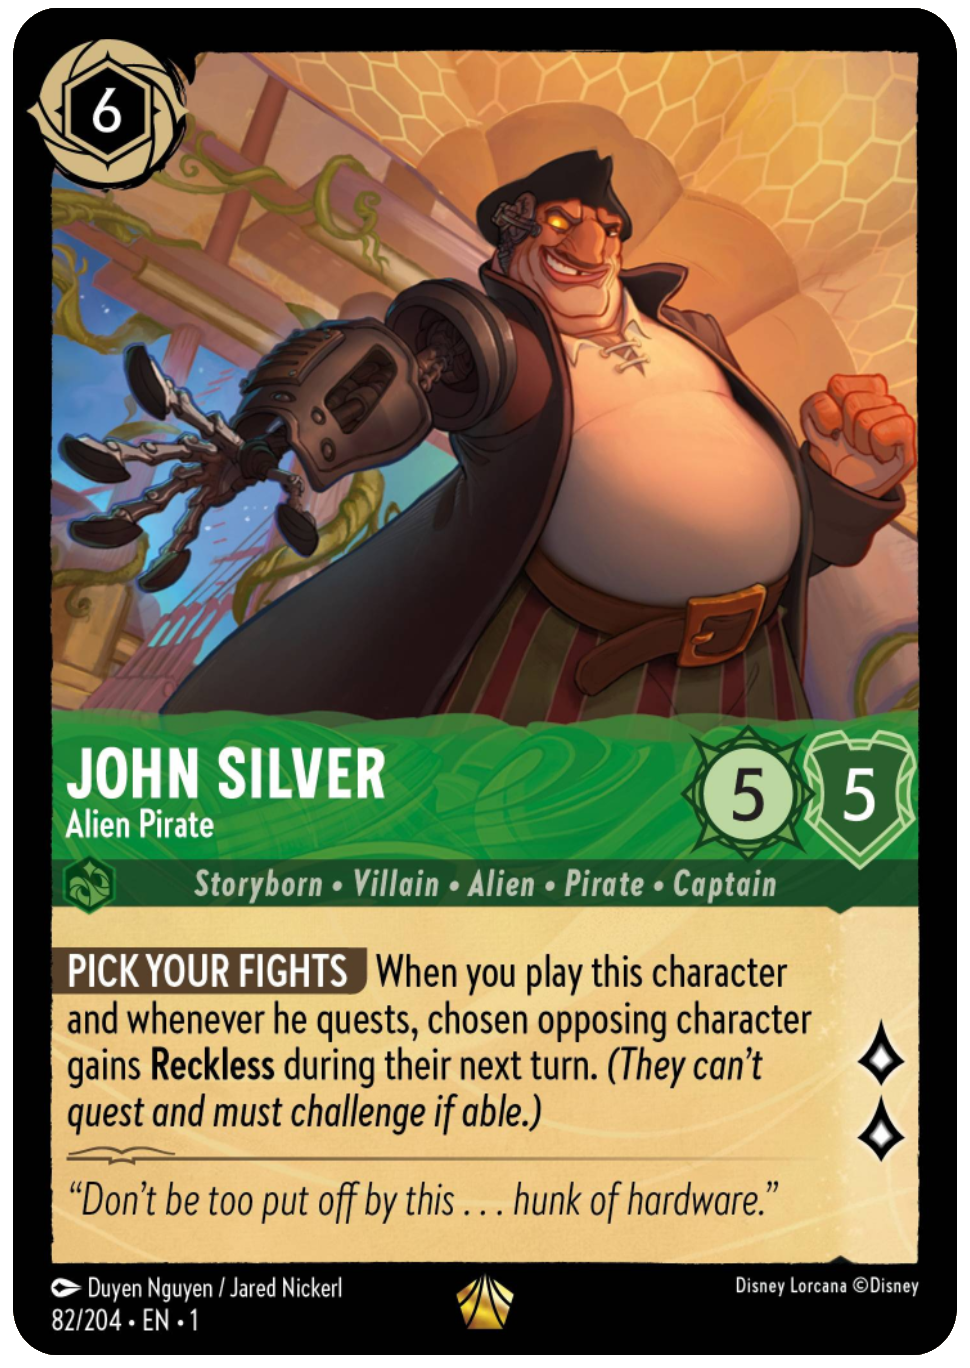 6
JOHN SILVER
Alien Pirate
5
5
Storyborn • Villain • Alien • Pirate • Captain
PICK YOUR FIGHTS When you play this character
and whenever he quests, chosen opposing character
gains Reckless during their next turn. (They can't
quest and must challenge if able.)
“Don't be too put off by this . . . hunk of hardware.”
Duyen Nguyen / Jared Nickerl
Disney Lorcana ©Disney
82/204 • EN • 1